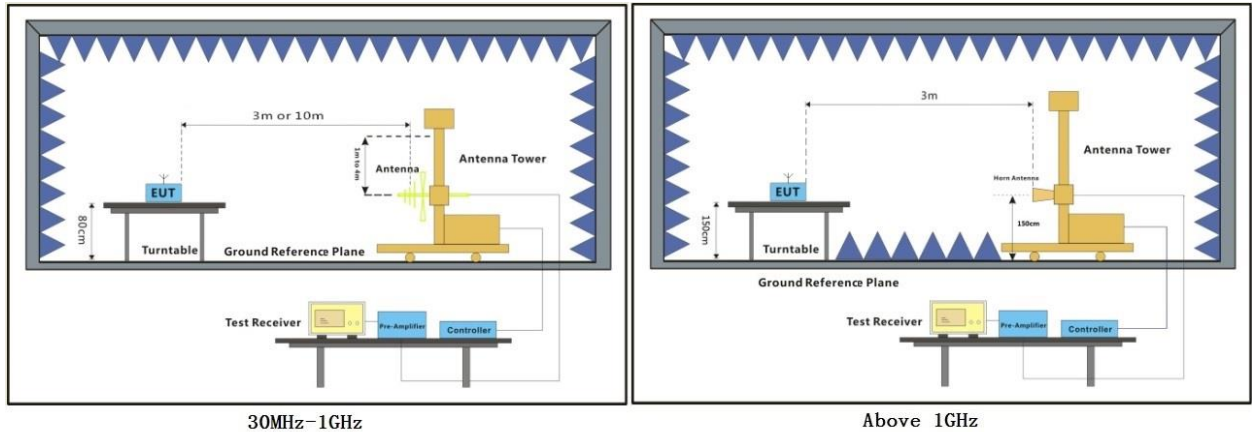 3m or 10m
1m to 4m
Antenna
Antenna Tower
EUT
80cm
Turntable
Ground Reference Plane
Test Receiver
Pre-Amplifier
Controller
30MHz-1GHz
3m
Antenna Tower
Horn Antenna
EUT
150cm
150cm
Turntable
Ground Reference Plane
Test Receiver
Pre-Amplifier
Controller
Above 1GHz